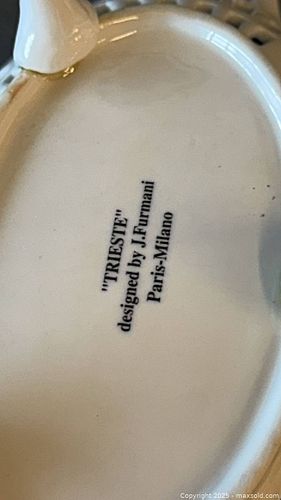 "TRIESTE"
designed by J.Furmani
Paris-Milano
Copyright 2025 - maxsold.com